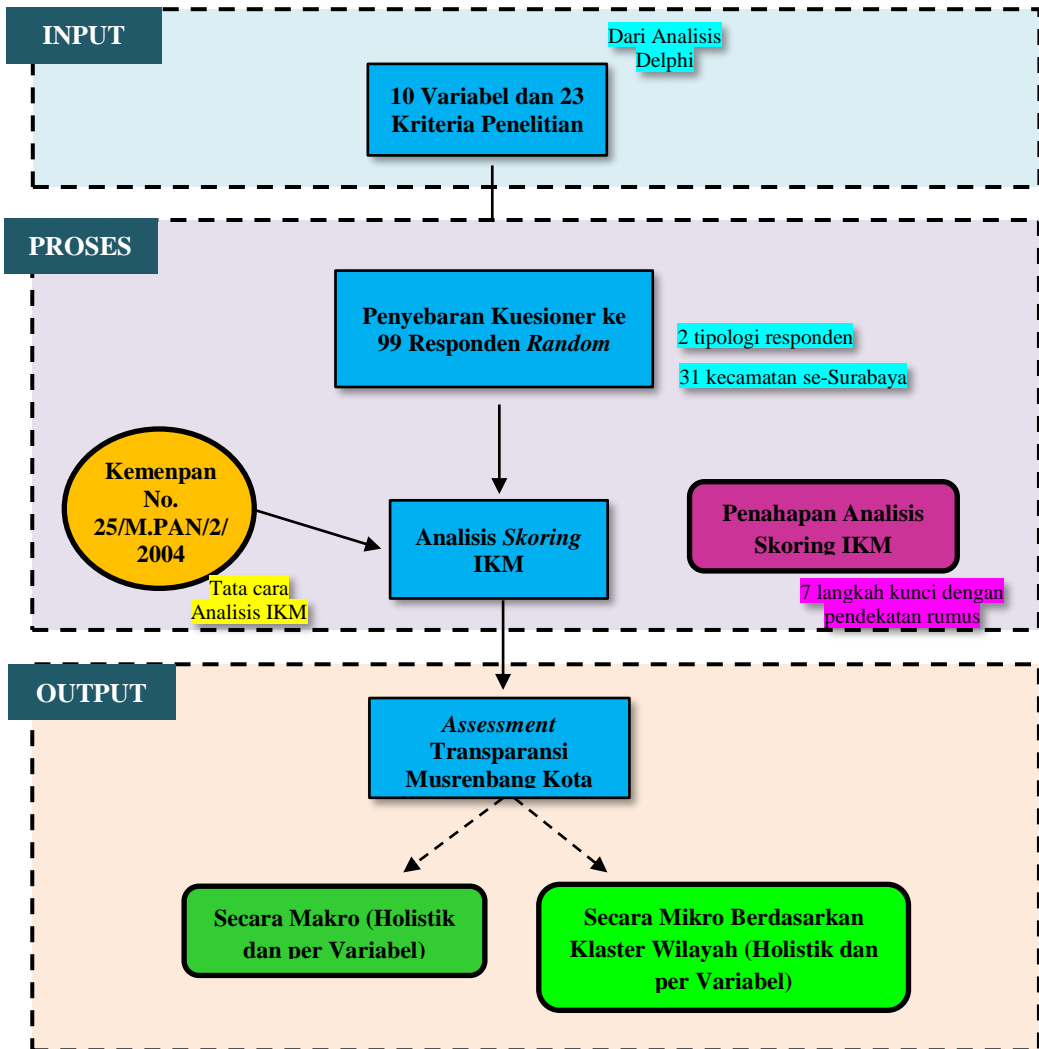 INPUT
Dari Analisis
Delphi
10 Variabel dan 23
Kriteria Penelitian
PROSES
Penyebaran Kuesioner ke
99 Responden Random
2 tipologi responden
31 kecamatan se-Surabaya
Kemenpan
No.
25/M.PAN/2/
2004
Tata cara
Analisis IKM
Analisis Skoring
IKM
Penahapan Analisis
Skoring IKM
7 langkah kunci dengan
pendekatan rumus
OUTPUT
Assessment
Transparansi
Musrenbang Kota
Secara Makro (Holistik
dan per Variabel)
Secara Mikro Berdasarkan
Klaster Wilayah (Holistik dan
per Variabel)